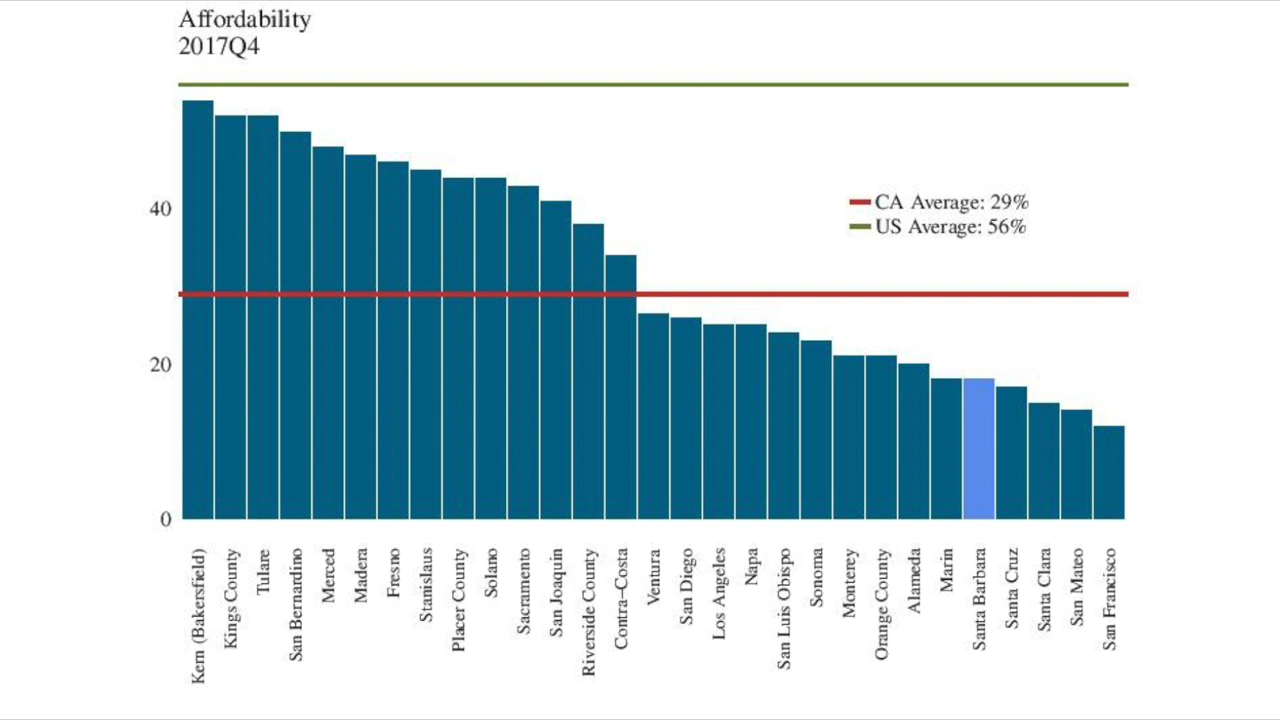 Affordability
2017Q4
40
20
0
CA Average: 29%
US Average: 56%
Kern (Bakersfield)
Kings County
Tulare
San Bernardino
Merced
Madera
Fresno
Stanislaus
Placer County
Solano
Sacramento
San Joaquin
Riverside County
Contra−Costa
Ventura
San Diego
Los Angeles
Napa
San Luis Obispo
Sonoma
Monterey
Orange County
Alameda
Marin
Santa Barbara
Santa Cruz
Santa Clara
San Mateo
San Francisco